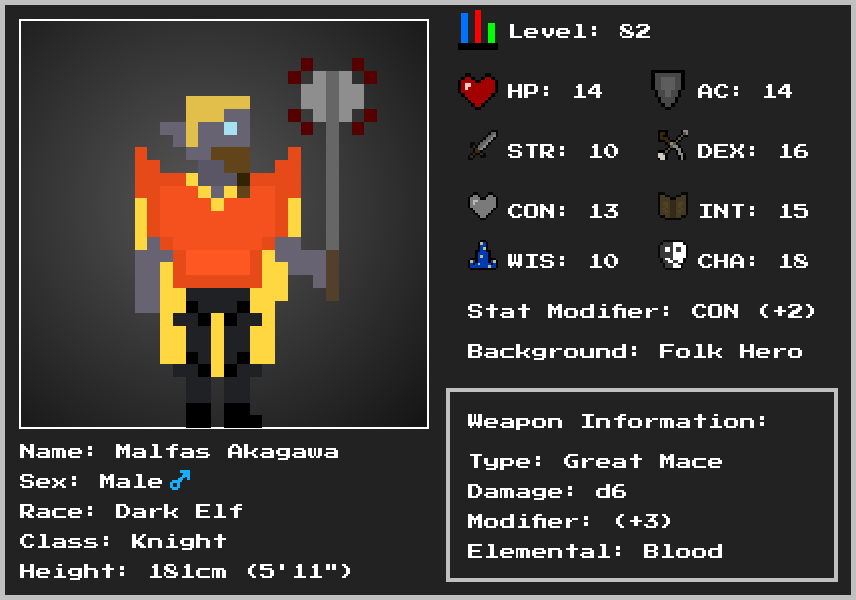 Level: 82
HP: 14
AC: 14
STR: 10
DEX: 16
CON: 13
INT: 15
WIS: 10
CHA: 18
Stat Modifier: CON (+2)
Background: Folk Hero
Weapon Information:
Type: Great Mace
Damage: d6
Modifier: (+3)
Elemental: Blood
Name: Malfas Akagawa
Sex: Male ♂
Race: Dark Elf
Class: Knight
Height: 181cm (5'11")